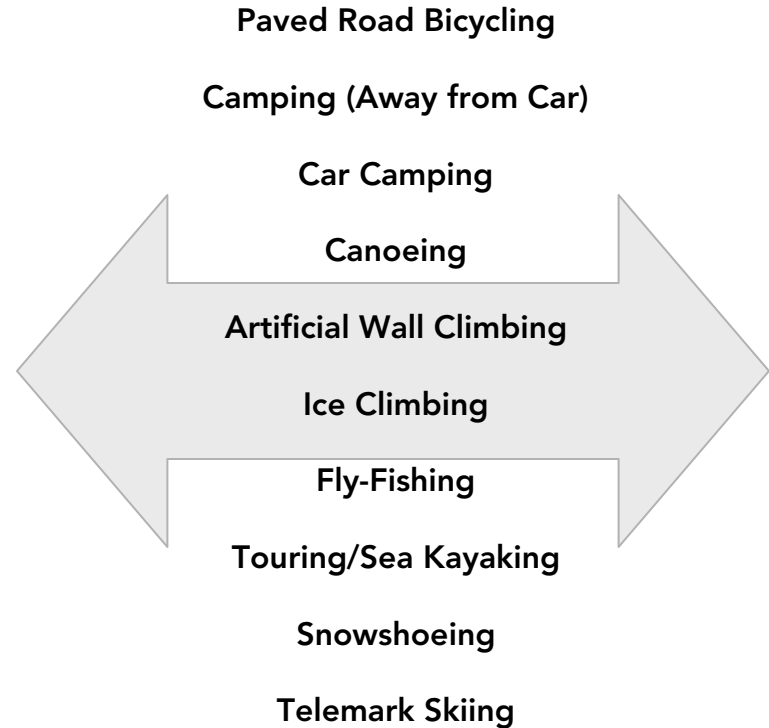 Paved Road Bicycling
Camping (Away from Car)
Car Camping
Canoeing
Artificial Wall Climbing
Ice Climbing
Fly-Fishing
Touring/Sea Kayaking
Snowshoeing
Telemark Skiing